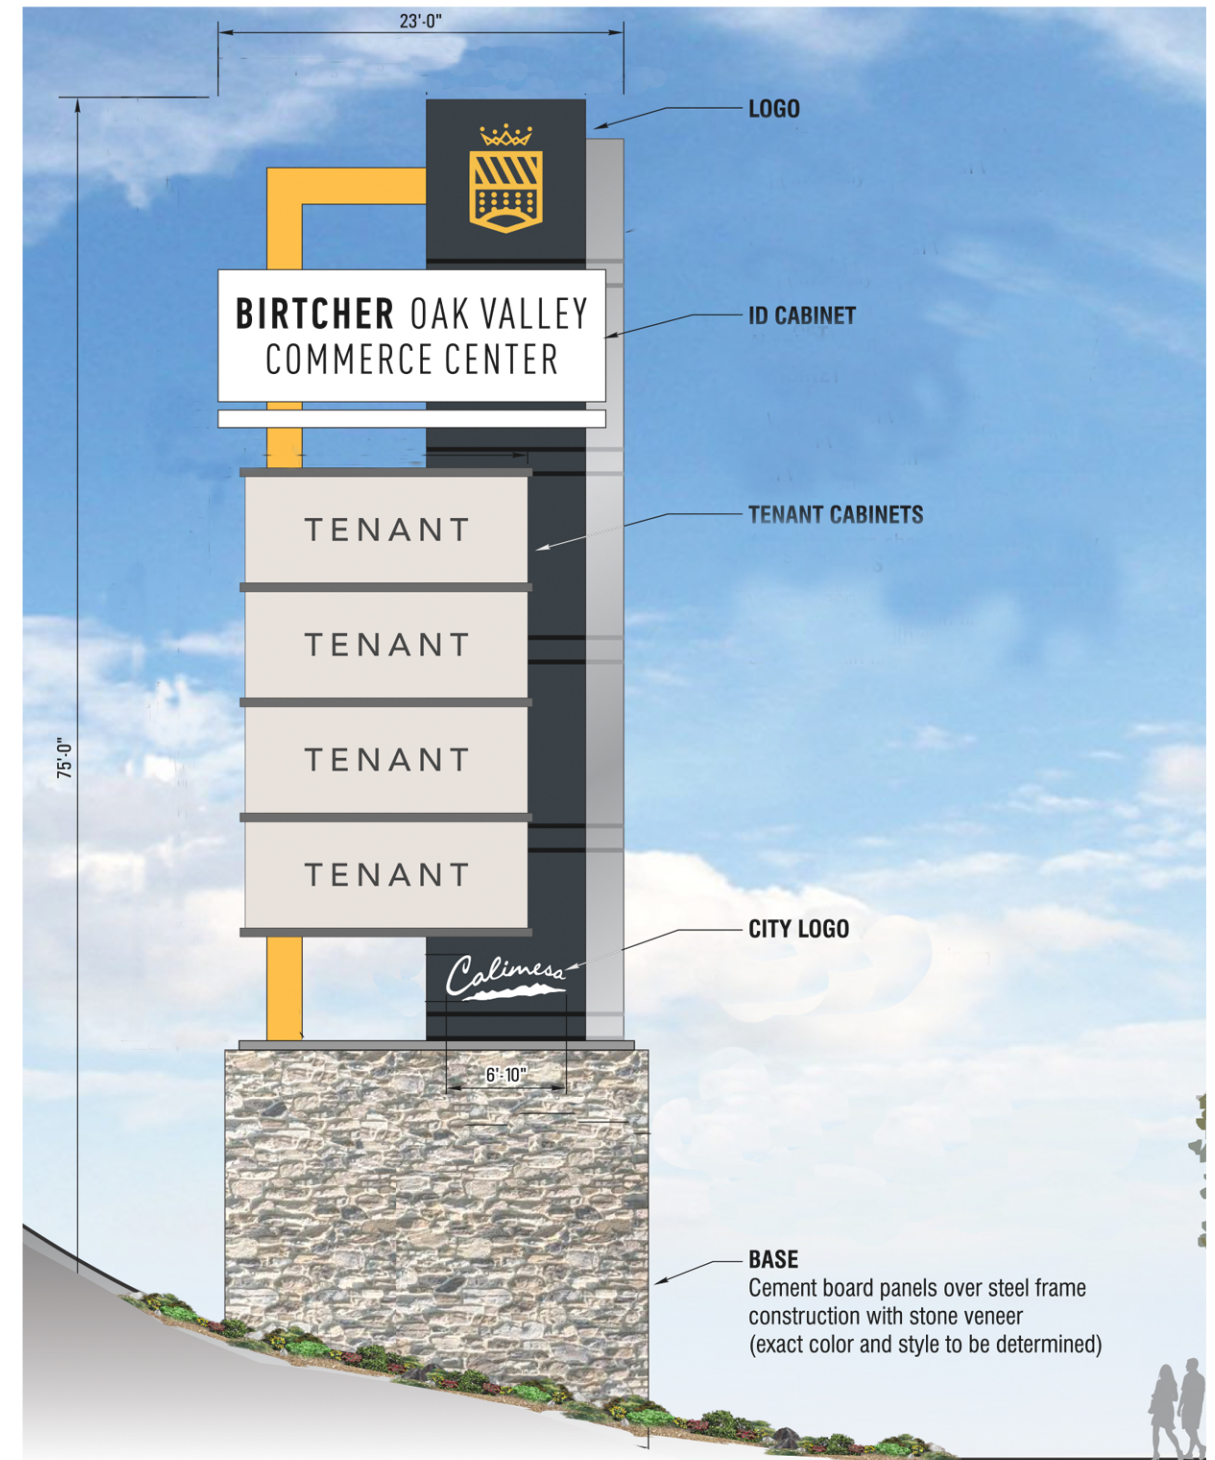 23'-0"
LOGO
BIRTCHER OAK VALLEY
COMMERCE CENTER
ID CABINET
TENANT CABINETS
TENANT
TENANT
TENANT
TENANT
75'-0"
CITY LOGO
Calimesa
6'-10"
BASE
Cement board panels over steel frame
construction with stone veneer
(exact color and style to be determined)